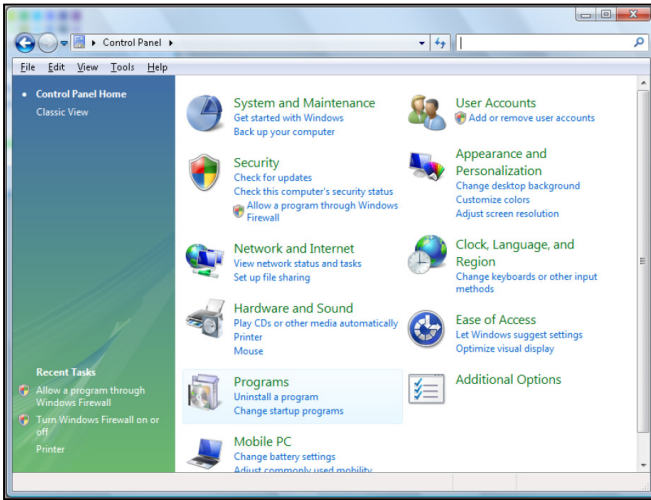 Control Panel
File Edit View Tools Help
Control Panel Home
Classic View
Recent Tasks
Allow a program through
Windows Firewall
Turn Windows Firewall on or
off
Printer
System and Maintenance
Get started with Windows
Back up your computer
Security
Check for updates
Check this computer's security status
Allow a program through Windows
Firewall
Network and Internet
View network status and tasks
Set up file sharing
Hardware and Sound
Play CDs or other media automatically
Printer
Mouse
Programs
Uninstall a program
Change startup programs
Mobile PC
Change battery settings
Adjust commonly used mobility
User Accounts
Add or remove user accounts
Appearance and
Personalization
Change desktop background
Customize colors
Adjust screen resolution
Clock, Language, and
Region
Change keyboards or other input
methods
Ease of Access
Let Windows suggest settings
Optimize visual display
Additional Options